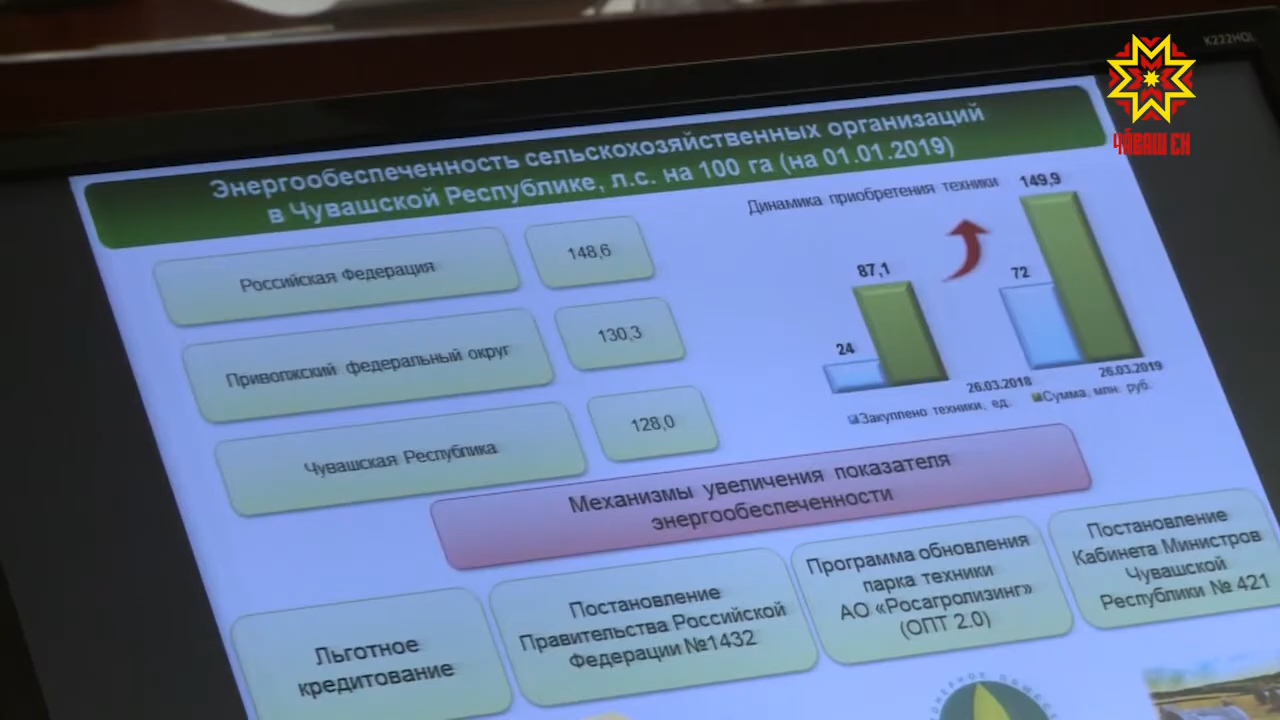 K222HQL
ЧӐВАШ ЕН
Энергообеспеченность сельскохозяйственных организаций
в Чувашской Республике, л.с. на 100 га (на 01.01.2019)
Российская Федерация
148,6
Приволжский федеральный округ
130,3
Чувашская Республика
128,0
Динамика приобретения техники
149,9
87,1
72
24
26.03.2018
26.03.2019
Закуплено техники, ед.
Сумма, млн. руб.
Механизмы увеличения показателя
энергообеспеченности
Льготное
кредитование
Постановление
Правительства Российской
Федерации №1432
Программа обновления
парка техники
АО «Росагролизинг»
(ОПТ 2.0)
Постановление
Кабинета Министров
Чувашской
Республики № 421